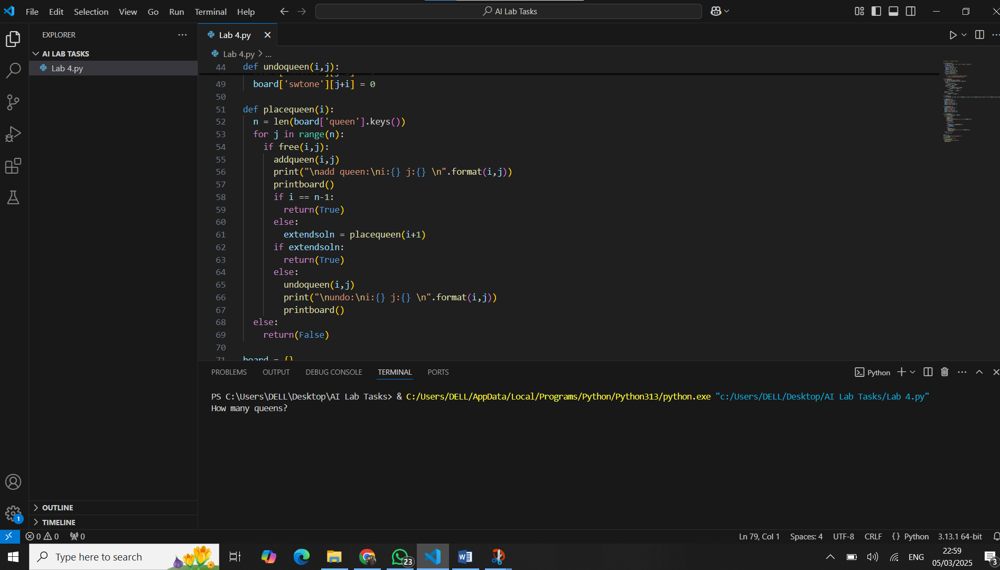 File Edit Selection View Go Run Terminal Help
AI Lab Tasks
EXPLORER
AI LAB TASKS
Lab 4.py
Lab 4.py
Lab 4.py > ...
44 def undoqueen(i,j):
49 board['swtone'][j+i] = 0
50
51 def placequeen(i):
52 n = len(board['queen'].keys())
53 for j in range(n):
54 if free(i,j):
55 addqueen(i,j)
56 print("\nadd queen:\ni:{} j:{} \n".format(i,j))
57 printboard()
58 if i == n-1:
59 return(True)
60 else:
61 extendsoln = placequeen(i+1)
62 if extendsoln:
63 return(True)
64 else:
65 undoqueen(i,j)
66 print("\nundo:\ni:{} j:{} \n".format(i,j))
67 printboard()
68 else:
69 return(False)
70
71 board = {}
PROBLEMS OUTPUT DEBUG CONSOLE TERMINAL PORTS
Python
PS C:\Users\DELL\Desktop\AI Lab Tasks> & C:/Users/DELL/AppData/Local/Programs/Python/Python313/python.exe "c:/Users/DELL/Desktop/AI Lab Tasks/Lab 4.py"
How many queens?
OUTLINE
TIMELINE
1
0 0 0
Ln 79, Col 1 Spaces: 4 UTF-8 CRLF {} Python 3.13.1 64-bit
Type here to search
23
ENG
22:59
05/03/2025
3